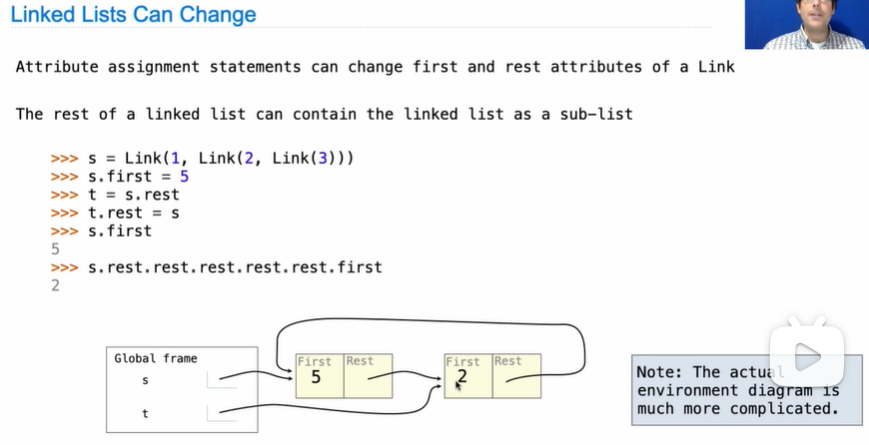 Linked Lists Can Change
Attribute assignment statements can change first and rest attributes of a Link
The rest of a linked list can contain the linked list as a sub-list
>>> s = Link(1, Link(2, Link(3)))
>>> s.first = 5
>>> t = s.rest
>>> t.rest = s
>>> s.first
5
>>> s.rest.rest.rest.rest.rest.first
2
Global frame
s
t
First Rest
5
First Rest
2
Note: The actual
environment diagram is
much more complicated.